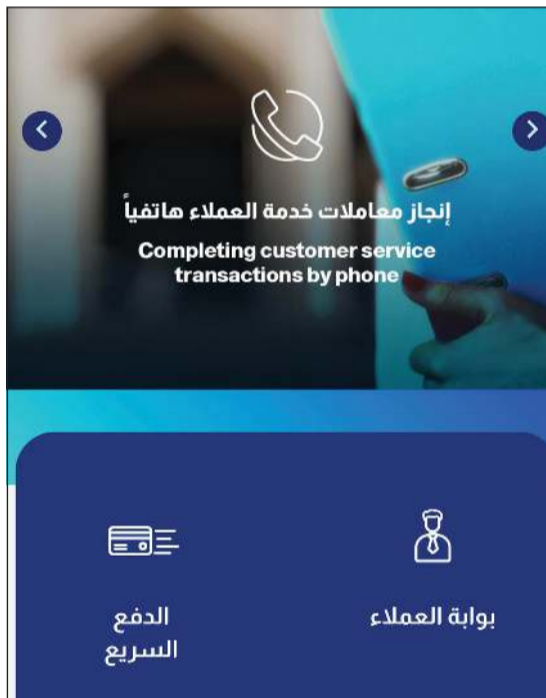 إنجاز معاملات خدمة العملاء هاتفياً
Completing customer service
transactions by phone
بوابة العملاء
الدفع
السريع